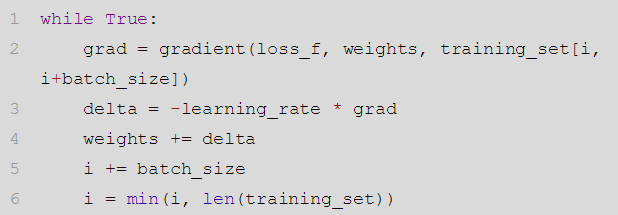 1 while True:
2 grad = gradient(loss_f, weights, training_set[i,
i+batch_size])
3 delta = -learning_rate * grad
4 weights += delta
5 i += batch_size
6 i = min(i, len(training_set))